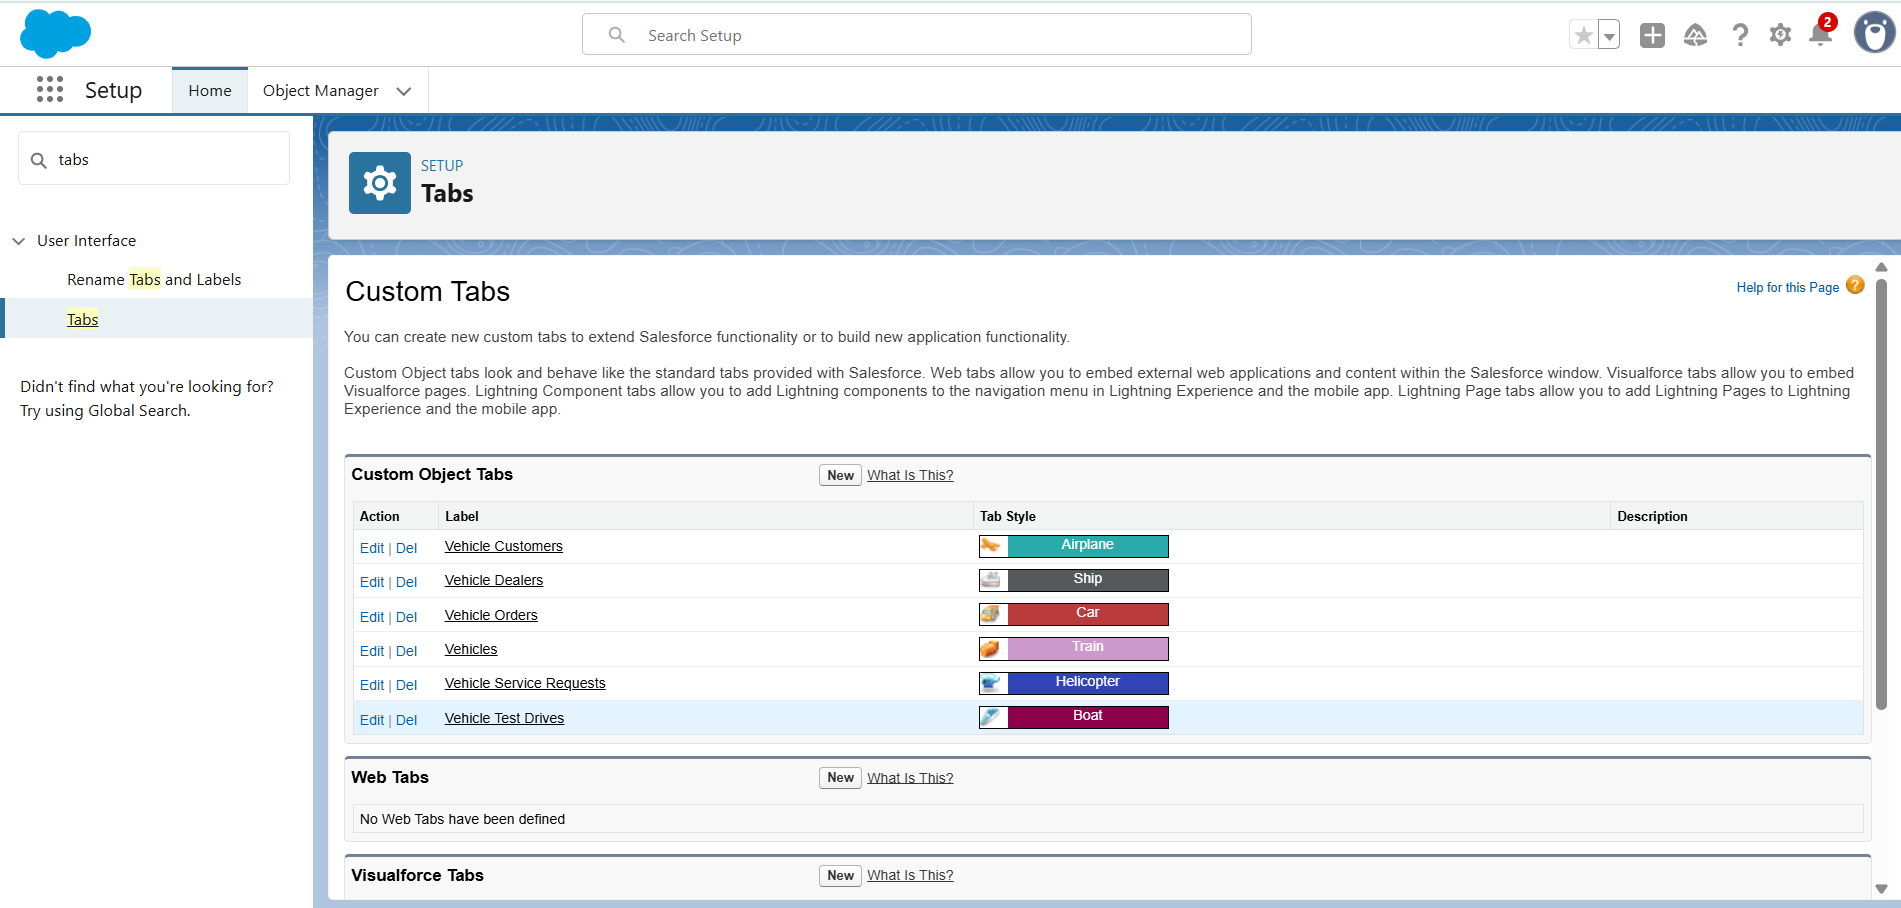 Search Setup
2
Setup
Home
Object Manager
tabs
User Interface
Rename Tabs and Labels
Tabs
Didn't find what you're looking for?
Try using Global Search.
SETUP
Tabs
Custom Tabs
Help for this Page ?
You can create new custom tabs to extend Salesforce functionality or to build new application functionality.
Custom Object tabs look and behave like the standard tabs provided with Salesforce. Web tabs allow you to embed external web applications and content within the Salesforce window. Visualforce tabs allow you to embed
Visualforce pages. Lightning Component tabs allow you to add Lightning components to the navigation menu in Lightning Experience and the mobile app. Lightning Page tabs allow you to add Lightning Pages to Lightning
Experience and the mobile app.
Custom Object Tabs New What Is This?
Action Label Tab Style Description
Edit | Del Vehicle Customers Airplane
Edit | Del Vehicle Dealers Ship
Edit | Del Vehicle Orders Car
Edit | Del Vehicles Train
Edit | Del Vehicle Service Requests Helicopter
Edit | Del Vehicle Test Drives Boat
Web Tabs New What Is This?
No Web Tabs have been defined
Visualforce Tabs New What Is This?